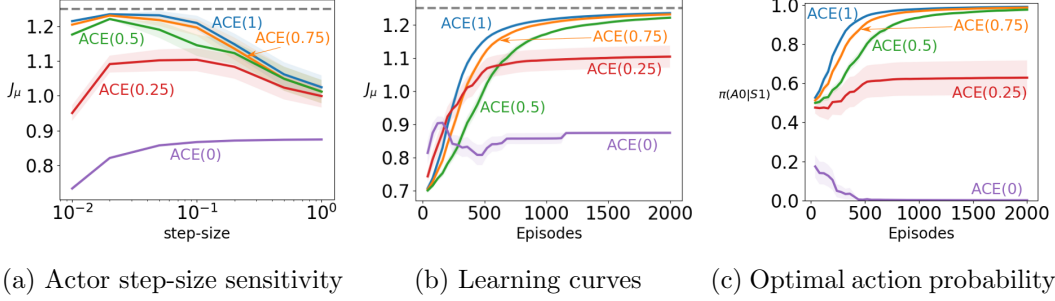 1.2
1.1
1.0
0.9
0.8
J_μ
ACE(1)
ACE(0.75)
ACE(0.5)
ACE(0.25)
ACE(0)
10⁻² 10⁻¹ 10⁰
step-size
(a) Actor step-size sensitivity
1.2
1.1
1.0
0.9
0.8
0.7
J_μ
ACE(1)
ACE(0.75)
ACE(0.5)
ACE(0.25)
ACE(0)
0 500 1000 1500 2000
Episodes
(b) Learning curves
1.0
0.8
0.6
0.4
0.2
0.0
π(A0|S1)
ACE(1)
ACE(0.75)
ACE(0.5)
ACE(0.25)
ACE(0)
0 500 1000 1500 2000
Episodes
(c) Optimal action probability